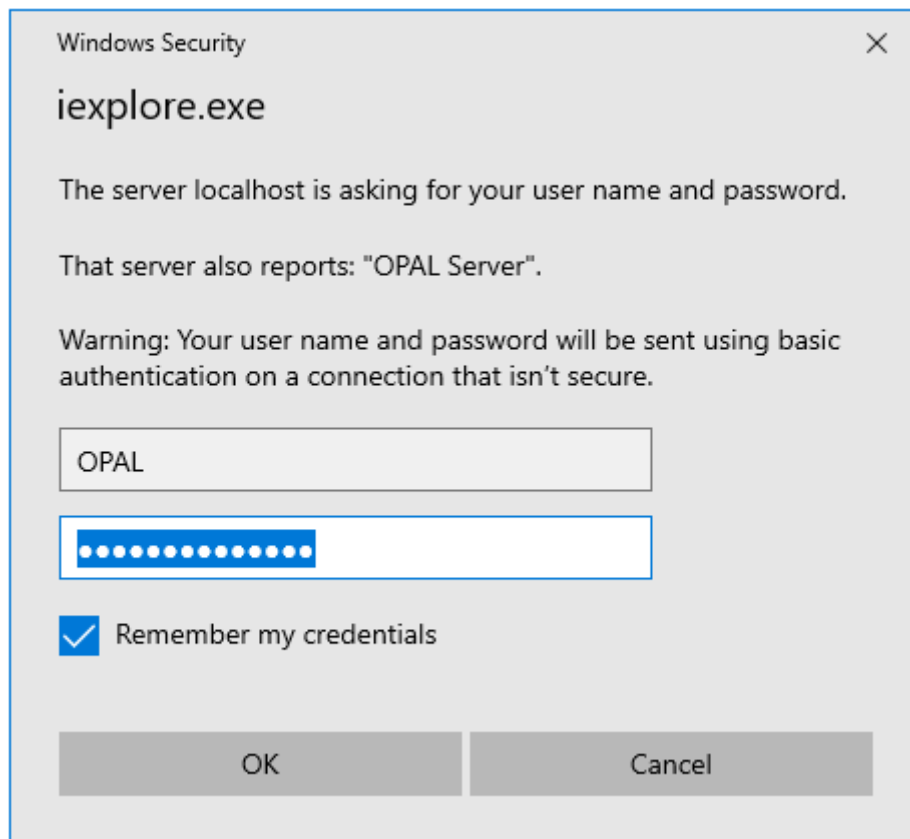 Windows Security
iexplore.exe
The server localhost is asking for your user name and password.
That server also reports: "OPAL Server".
Warning: Your user name and password will be sent using basic
authentication on a connection that isn’t secure.
OPAL
●●●●●●●●●●●●●●
Remember my credentials
OK
Cancel